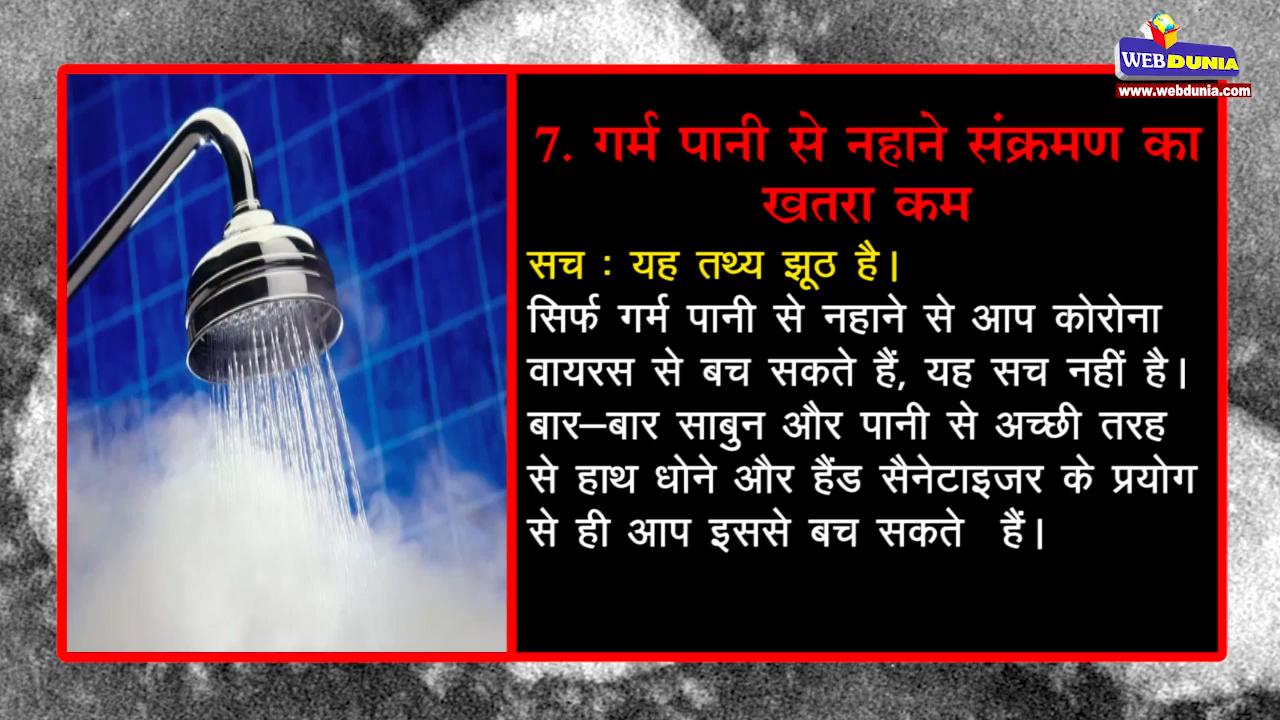 WEBDUNIA
www.webdunia.com
7. गर्म पानी से नहाने संक्रमण का
खतरा कम
सच : यह तथ्य झूठ है।
सिर्फ गर्म पानी से नहाने से आप कोरोना
वायरस से बच सकते हैं, यह सच नहीं है।
बार–बार साबुन और पानी से अच्छी तरह
से हाथ धोने और हैंड सैनेटाइजर के प्रयोग
से ही आप इससे बच सकते हैं।